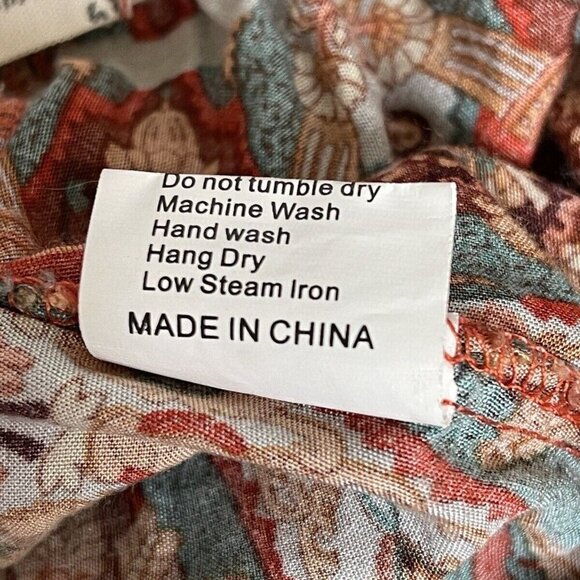 Do not tumble dry
Machine Wash
Hand wash
Hang Dry
Low Steam Iron
MADE IN CHINA